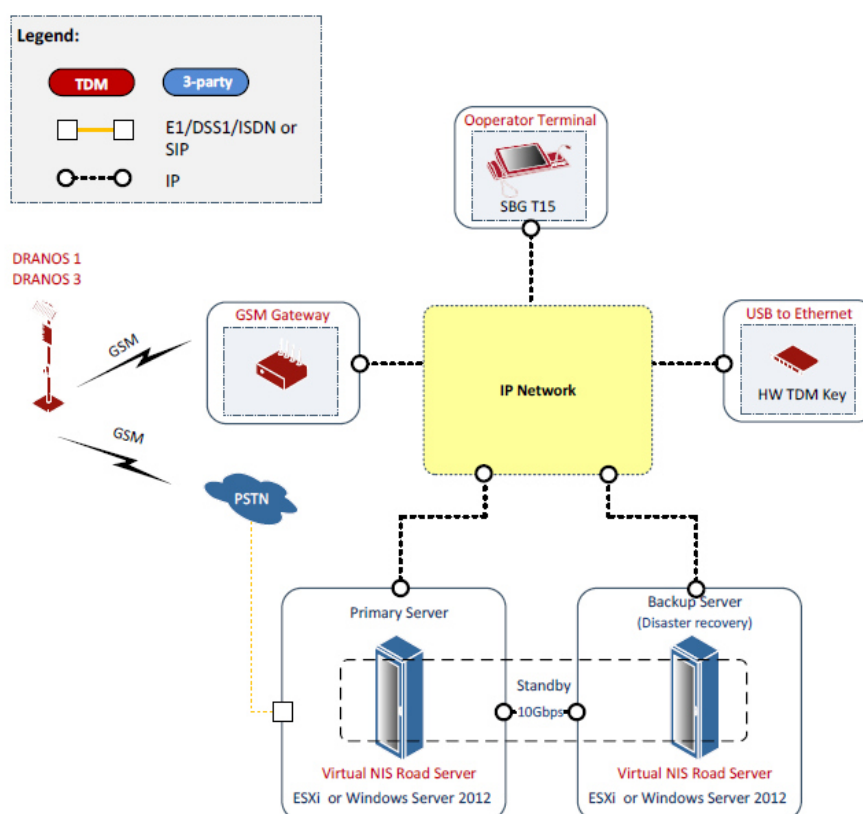 Legend:
TDM
3-party
E1/DSS1/ISDN or
SIP
IP
Ooperator Terminal
SBG T15
DRANOS 1
DRANOS 3
GSM
GSM Gateway
IP Network
USB to Ethernet
HW TDM Key
GSM
PSTN
Primary Server
Backup Server
(Disaster recovery)
Standby
10Gbps
Virtual NIS Road Server
ESXi or Windows Server 2012
Virtual NIS Road Server
ESXi or Windows Server 2012